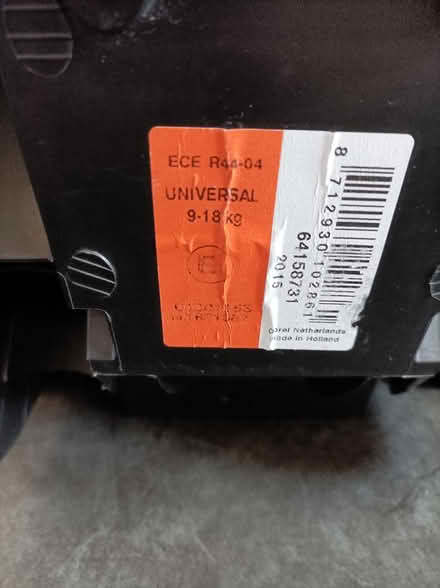 ECE R44-04
UNIVERSAL
9-18 kg
E
8 712930 102861
64158731
2015
Dorel Netherlands
Made in Holland